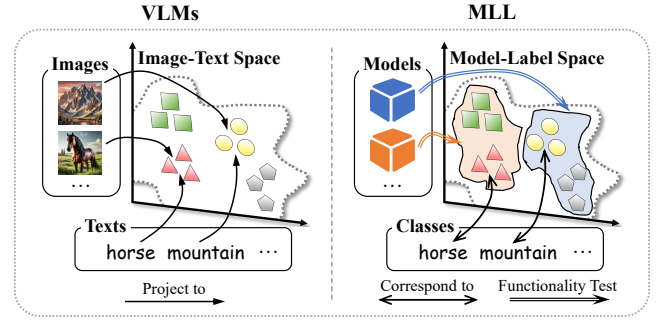 VLMs
Images
Image-Text Space
...
Texts
horse mountain ...
Project to
MLL
Models
Model-Label Space
...
Classes
horse mountain ...
Correspond to
Functionality Test